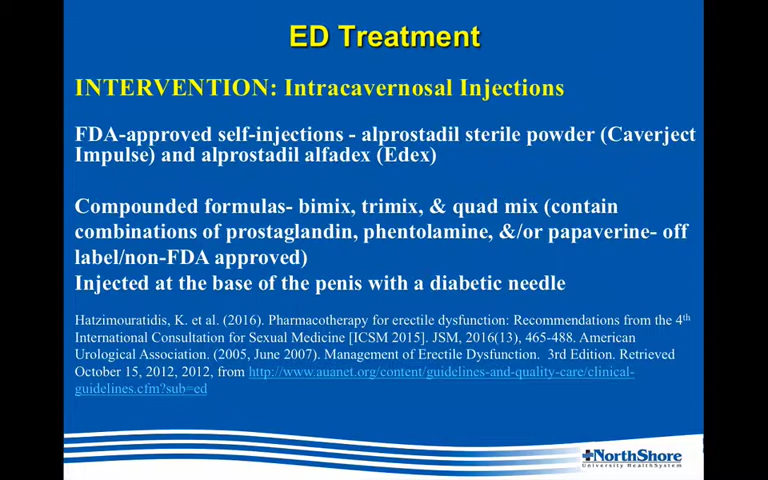 ED Treatment
INTERVENTION: Intracavernosal Injections
FDA-approved self-injections - alprostadil sterile powder (Caverject
Impulse) and alprostadil alfadex (Edex)
Compounded formulas- bimix, trimix, & quad mix (contain
combinations of prostaglandin, phentolamine, &/or papaverine- off
label/non-FDA approved)
Injected at the base of the penis with a diabetic needle
Hatzimouratidis, K. et al. (2016). Pharmacotherapy for erectile dysfunction: Recommendations from the 4th
International Consultation for Sexual Medicine [ICSM 2015]. JSM, 2016(13), 465-488. American
Urological Association. (2005, June 2007). Management of Erectile Dysfunction. 3rd Edition. Retrieved
October 15, 2012, 2012, from http://www.auanet.org/content/guidelines-and-quality-care/clinical-
guidelines.cfm?sub=ed
NorthShore
University HealthSystem